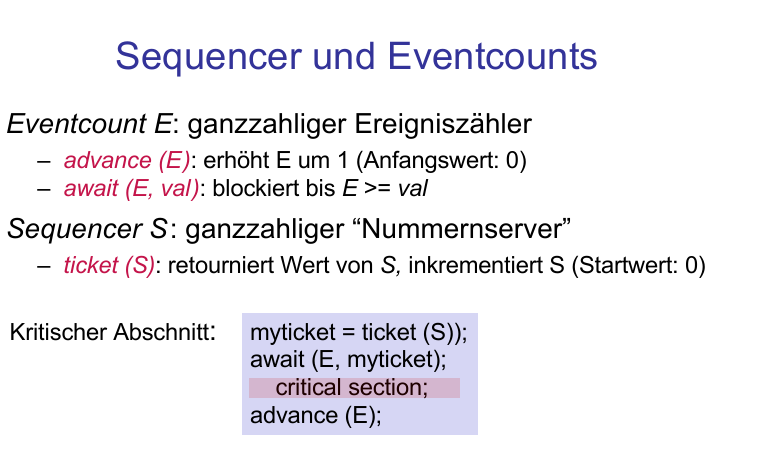 Sequencer und Eventcounts
Eventcount E: ganzzahliger Ereigniszähler
– advance (E): erhöht E um 1 (Anfangswert: 0)
– await (E, val): blockiert bis E >= val
Sequencer S: ganzzahliger “Nummernserver”
– ticket (S): retourniert Wert von S, inkrementiert S (Startwert: 0)
Kritischer Abschnitt: myticket = ticket (S));
await (E, myticket);
critical section;
advance (E);